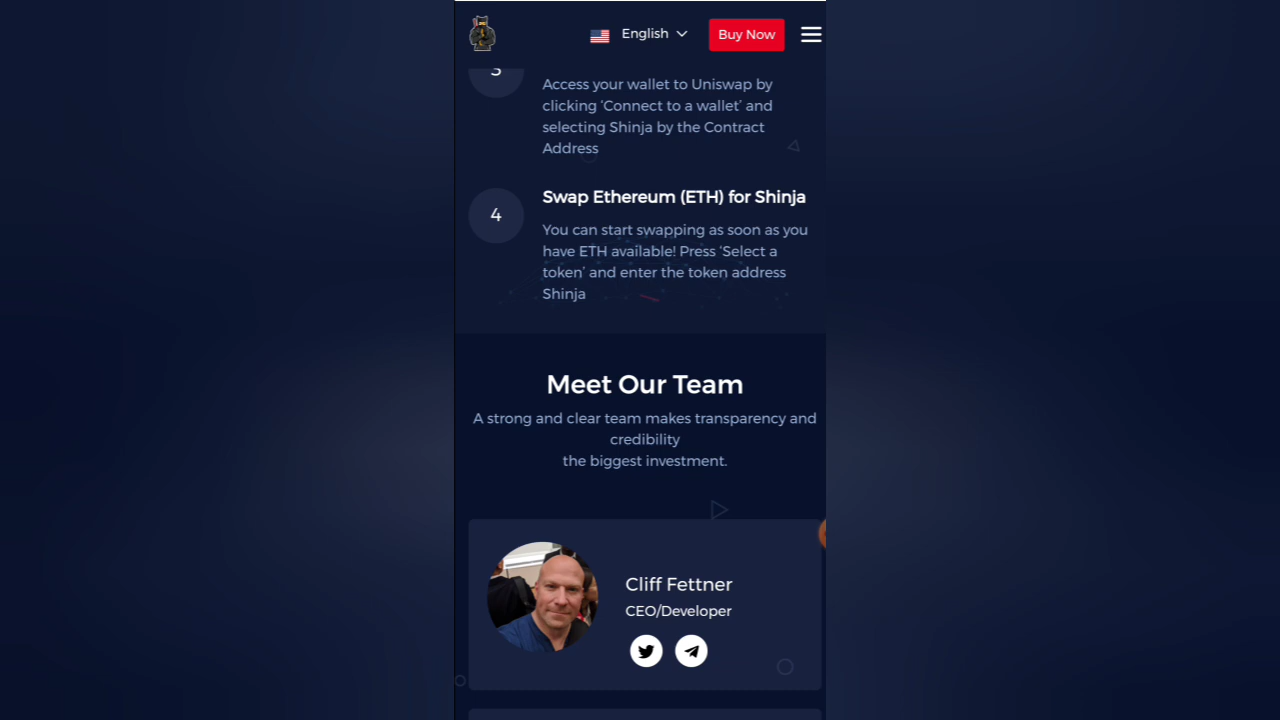 English
Buy Now
3
Access your wallet to Uniswap by
clicking ‘Connect to a wallet’ and
selecting Shinja by the Contract
Address
4
Swap Ethereum (ETH) for Shinja
You can start swapping as soon as you
have ETH available! Press ‘Select a
token’ and enter the token address
Shinja
Meet Our Team
A strong and clear team makes transparency and
credibility
the biggest investment.
Cliff Fettner
CEO/Developer